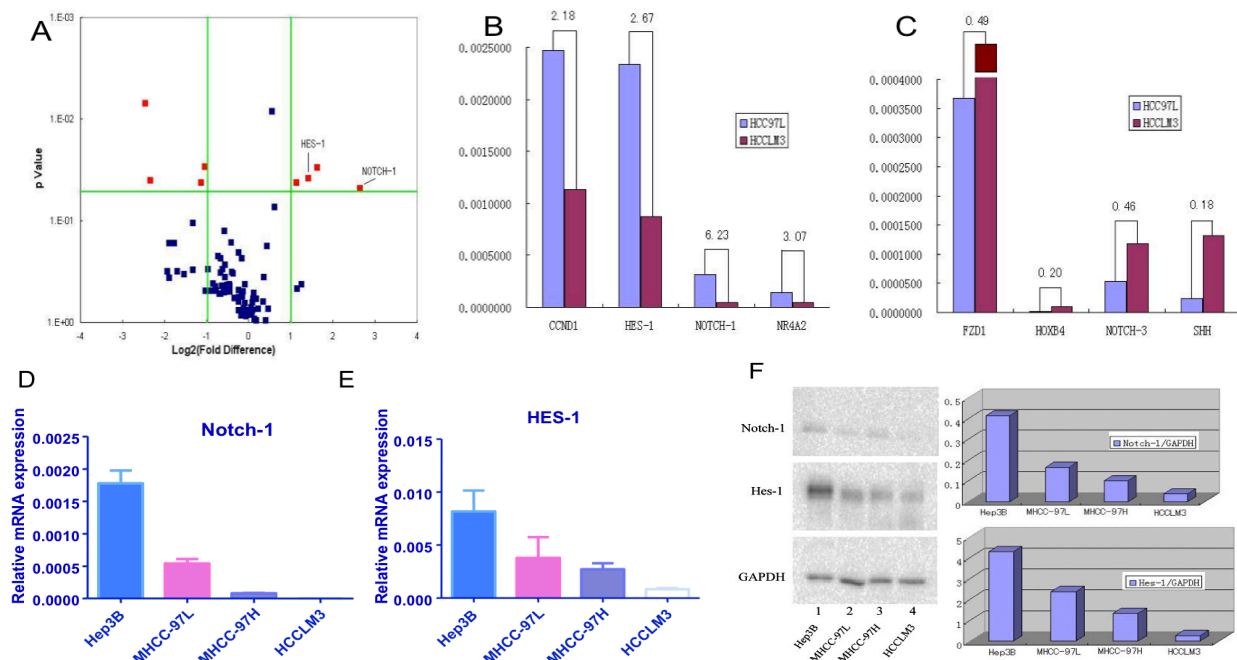 A
1.E-03
1.E-02
1.E-01
1.E+00
p Value
HES-1
NOTCH-1
-4 -3 -2 -1 0 1 2 3 4
Log2(Fold Difference)
B
2.18
2.67
6.23
3.07
0.0025000
0.0020000
0.0015000
0.0010000
0.0005000
0.0000000
HCC97L
HCCLM3
CCND1 HES-1 NOTCH-1 NR4A2
C
0.49
0.20
0.46
0.18
0.0004000
0.0003500
0.0003000
0.0002500
0.0002000
0.0001500
0.0001000
0.0000500
0.0000000
HCC97L
HCCLM3
FZD1 HOXB4 NOTCH-3 SHH
D
Notch-1
Relative mRNA expression
0.0025
0.0020
0.0015
0.0010
0.0005
0.0000
Hep3B MHCC-97L MHCC-97H HCCLM3
E
HES-1
Relative mRNA expression
0.015
0.010
0.005
0.000
Hep3B MHCC-97L MHCC-97H HCCLM3
F
Notch-1
Hes-1
GAPDH
1 2 3 4
Hep3B MHCC-97L MHCC-97H HCCLM3
0.5
0.4
0.3
0.2
0.1
0
Notch-1/GAPDH
Hep3B MHCC-97L MHCC-97H HCCLM3
5
4
3
2
1
0
Hes-1/GAPDH
Hep3B MHCC-97L MHCC-97H HCCLM3